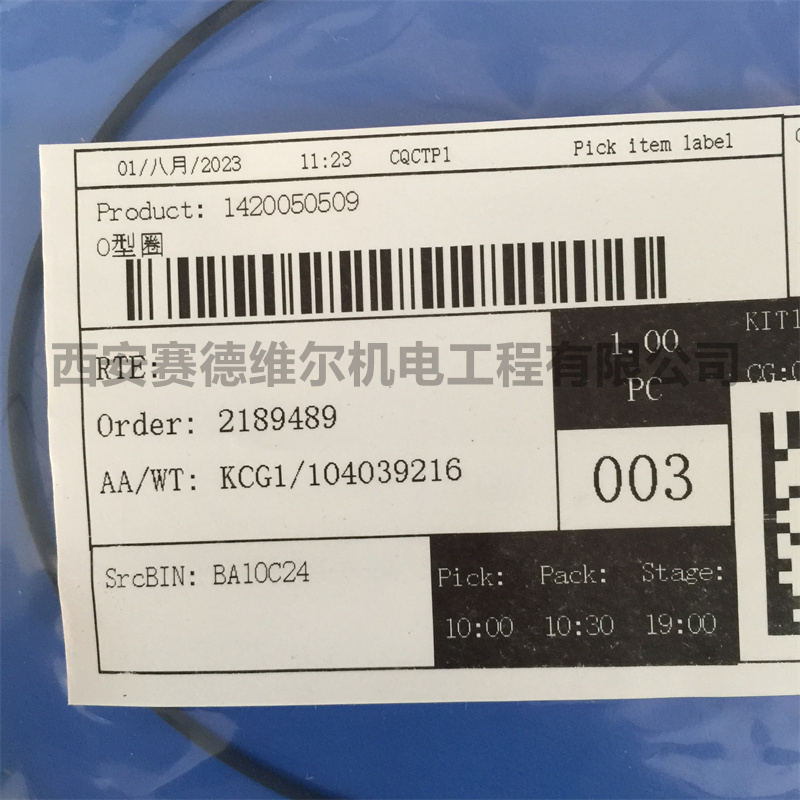 01/八月/2023 11:23 CQCTP1 Pick item label
Product: 1420050509
O型圈
RTE:
1.00
PC
KIT1
CG:
西安赛德维尔机电工程有限公司
Order: 2189489
AA/WT: KCG1/104039216
003
SrcBIN: BA10C24
Pick: Pack: Stage:
10:00 10:30 19:00